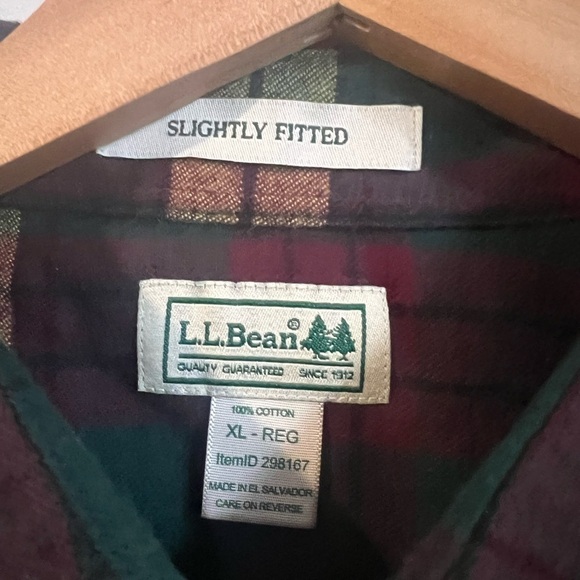 SLIGHTLY FITTED
L.L.Bean®
QUALITY GUARANTEED SINCE 1912
100% COTTON
XL - REG
ItemID 298167
MADE IN EL SALVADOR
CARE ON REVERSE